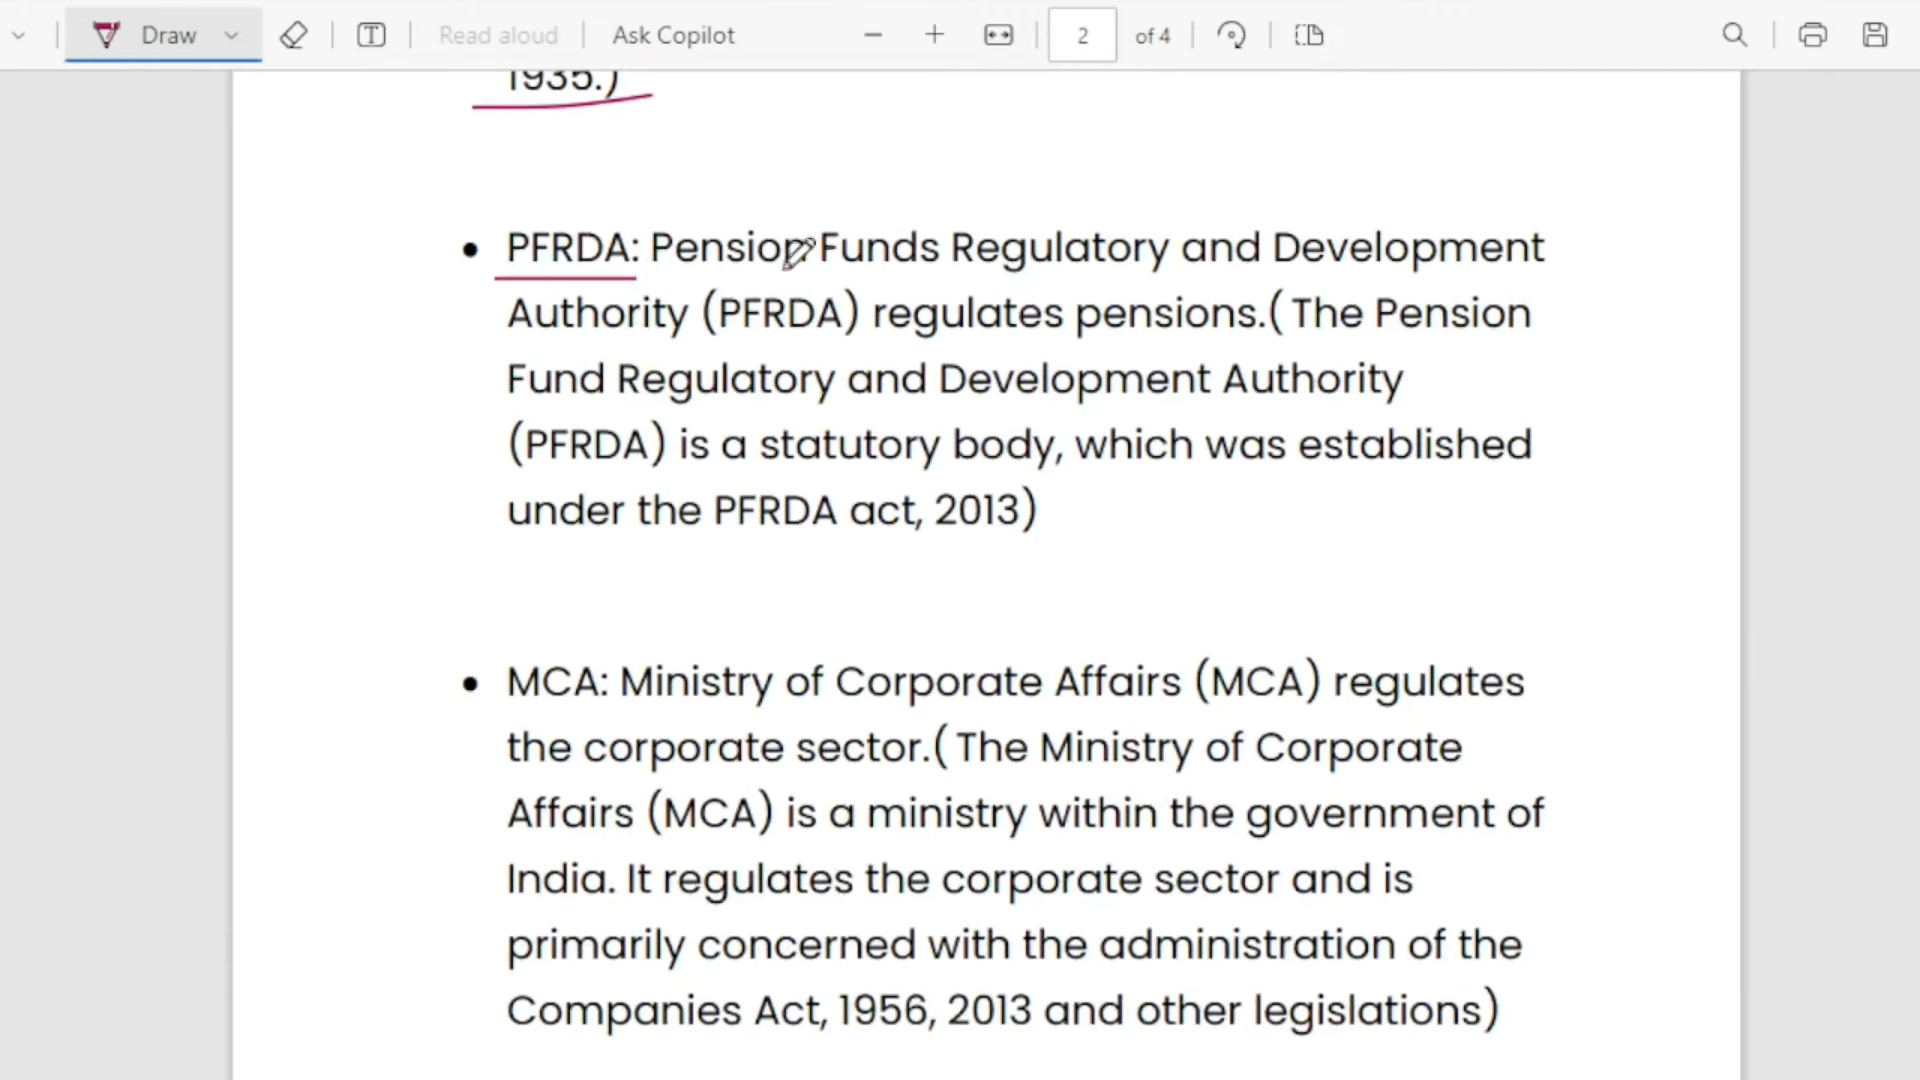 Draw
Read aloud
Ask Copilot
2
of 4
1935.)
PFRDA: Pension Funds Regulatory and Development
Authority (PFRDA) regulates pensions.( The Pension
Fund Regulatory and Development Authority
(PFRDA) is a statutory body, which was established
under the PFRDA act, 2013)
MCA: Ministry of Corporate Affairs (MCA) regulates
the corporate sector.( The Ministry of Corporate
Affairs (MCA) is a ministry within the government of
India. It regulates the corporate sector and is
primarily concerned with the administration of the
Companies Act, 1956, 2013 and other legislations)